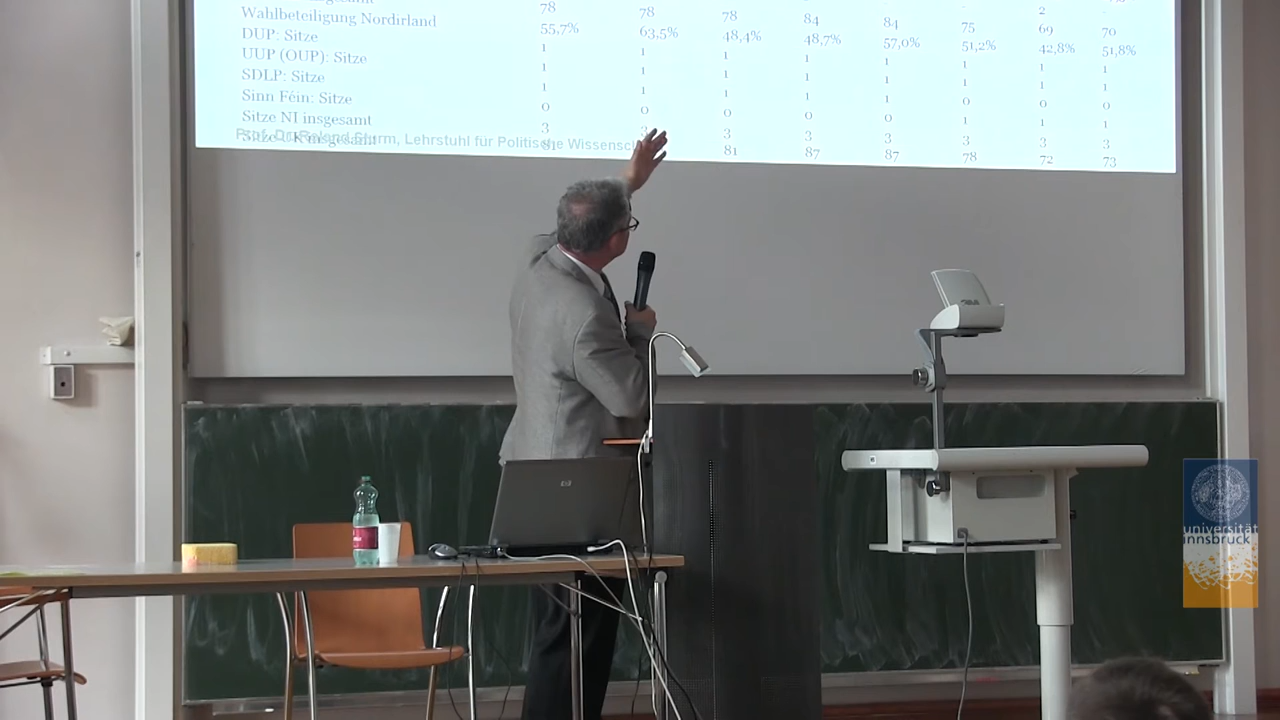 78 78 78 84 84 75 69 70
Wahlbeteiligung Nordirland 55,7% 63,5% 48,4% 48,7% 57,0% 51,2% 42,8% 51,8%
DUP: Sitze 1 1 1 1 1 1 1 1
UUP (OUP): Sitze 1 1 1 1 1 1 1 1
SDLP: Sitze 1 1 1 1 1 0 0 0
Sinn Féin: Sitze 0 0 0 0 0 1 1 1
Sitze NI insgesamt 3 3 3 3 3 3 3 3
Sitze UK insgesamt 81 81 87 87 78 72 73
Prof. Dr. Roland Sturm, Lehrstuhl für Politische Wissensch
hp
universität
innsbruck